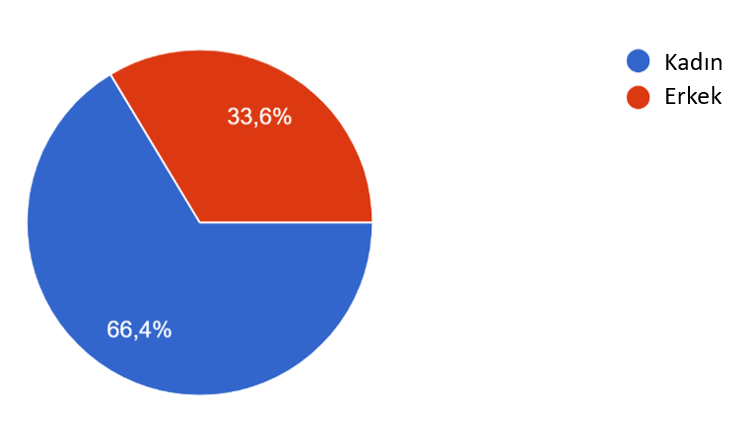 33,6%
66,4%
Kadın
Erkek